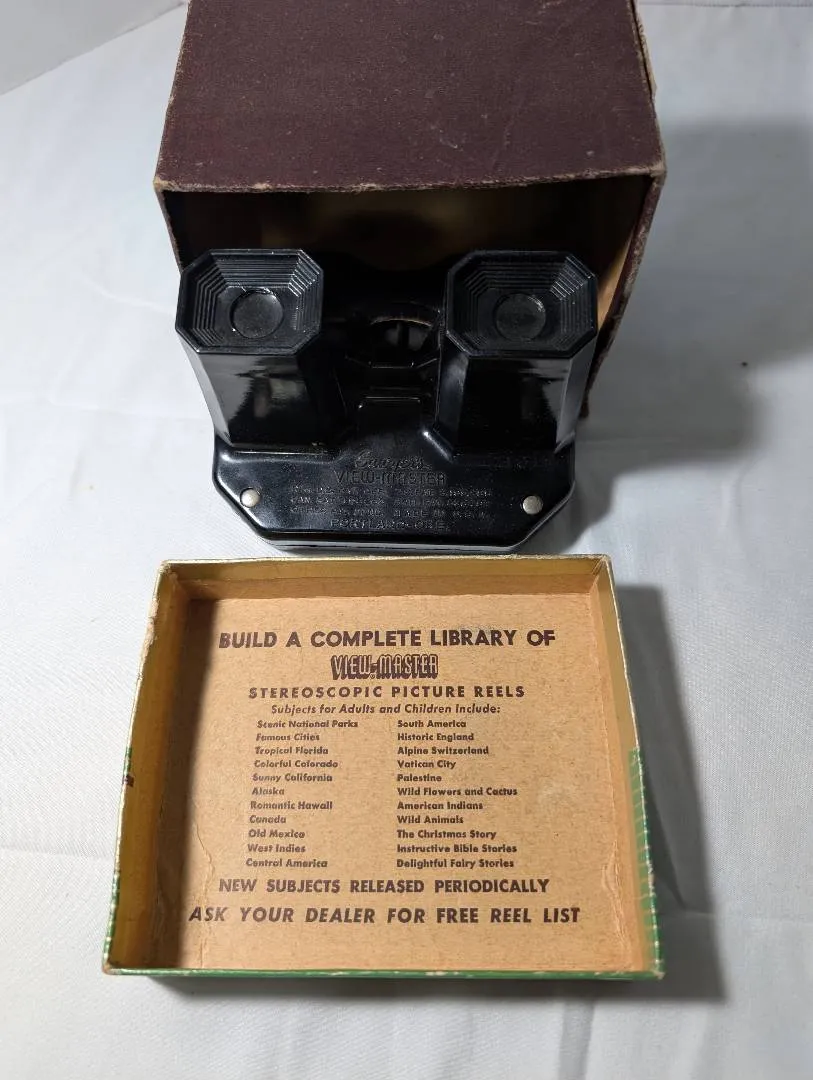 Sawyer's
VIEW-MASTER
PORTLAND, ORE.
BUILD A COMPLETE LIBRARY OF
VIEW-MASTER
STEREOSCOPIC PICTURE REELS
Subjects for Adults and Children Include:
Scenic National Parks
Famous Cities
Tropical Florida
Colorful Colorado
Sunny California
Alaska
Romantic Hawaii
Canada
Old Mexico
West Indies
Central America
South America
Historic England
Alpine Switzerland
Vatican City
Palestine
Wild Flowers and Cactus
American Indians
Wild Animals
The Christmas Story
Instructive Bible Stories
Delightful Fairy Stories
NEW SUBJECTS RELEASED PERIODICALLY
ASK YOUR DEALER FOR FREE REEL LIST